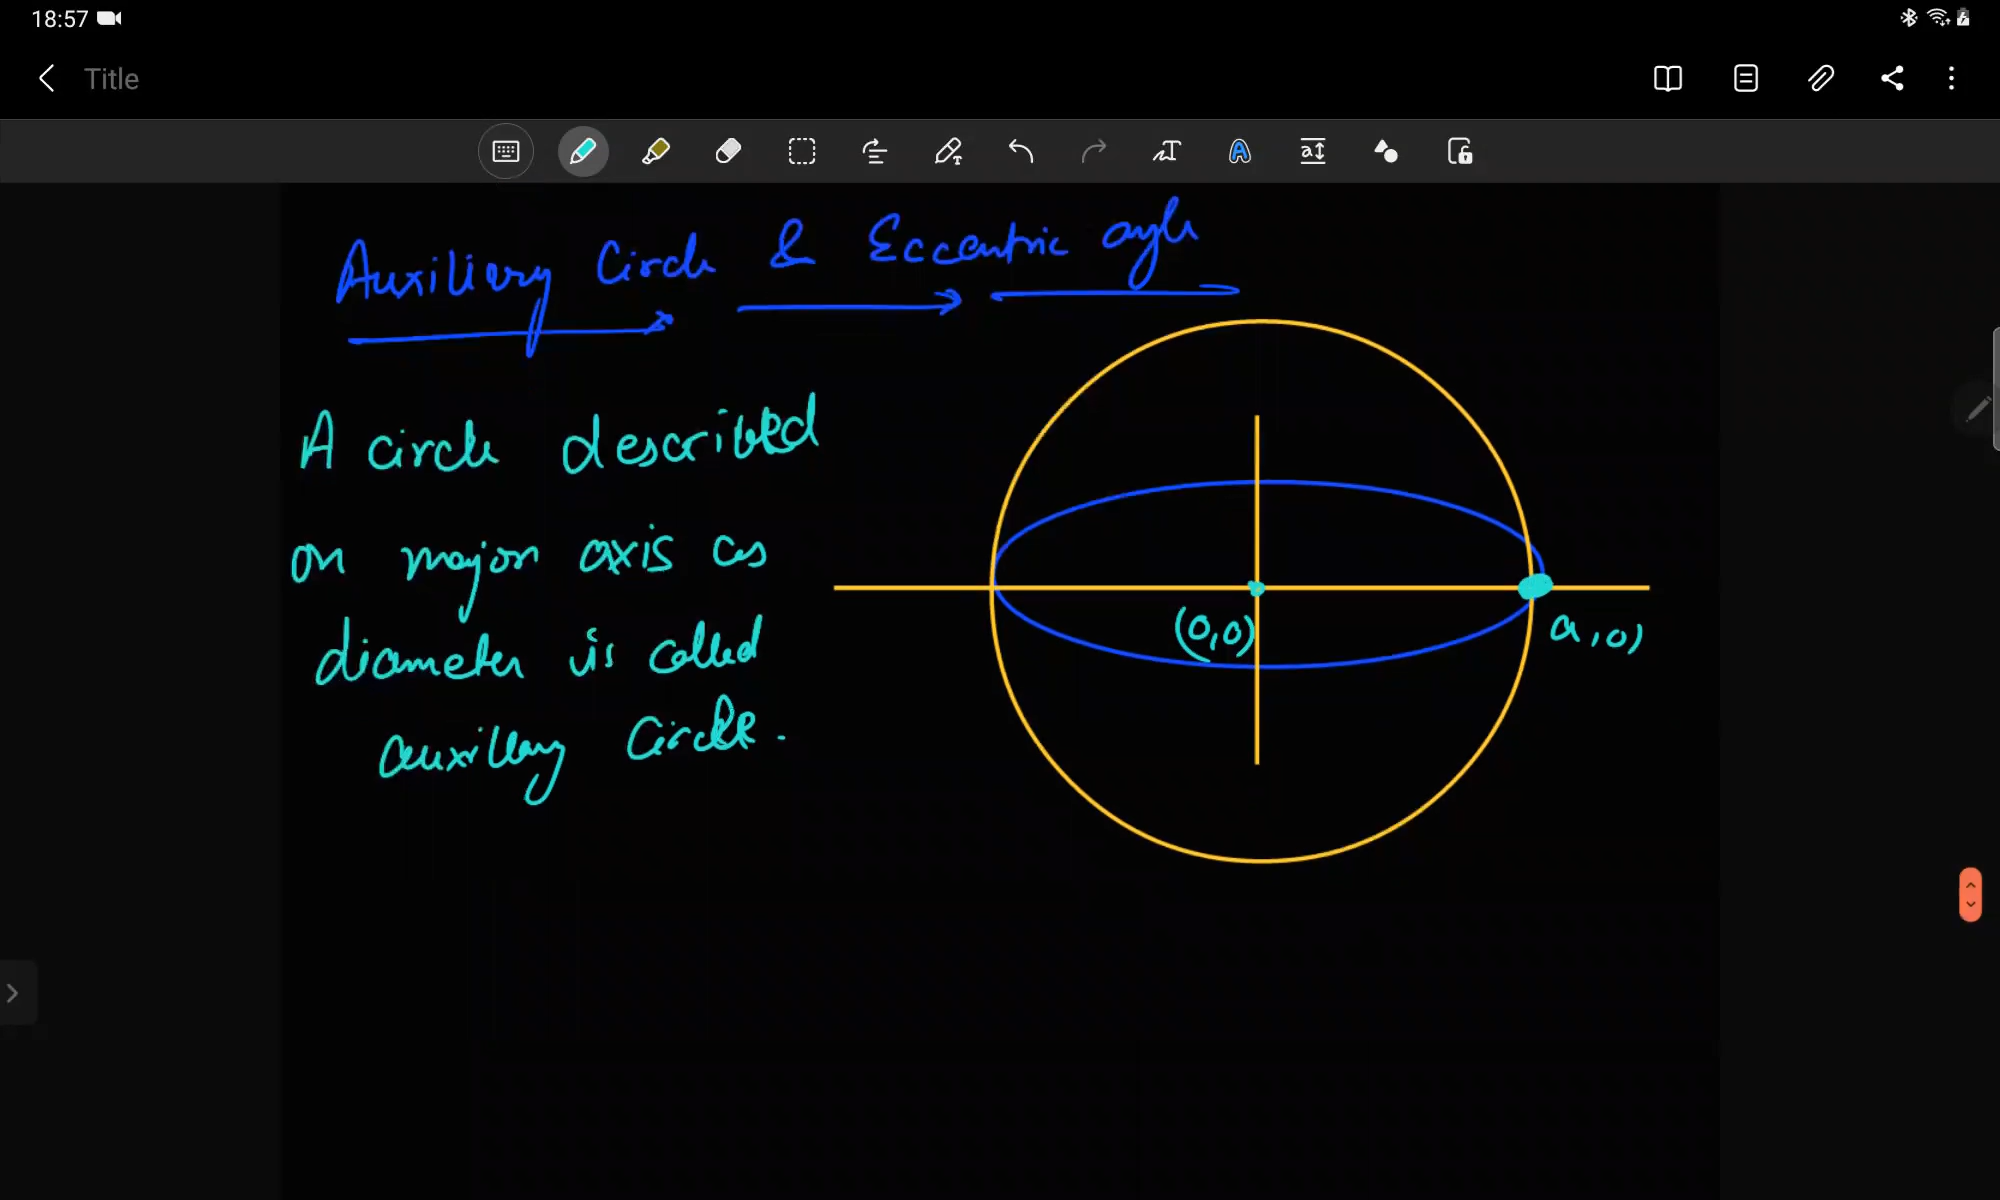 18:57
Title
Auxiliary Circle & Eccentric angle
A circle described
on major axis as
diameter is called
auxillary Circle.
(0,0)
a,0)